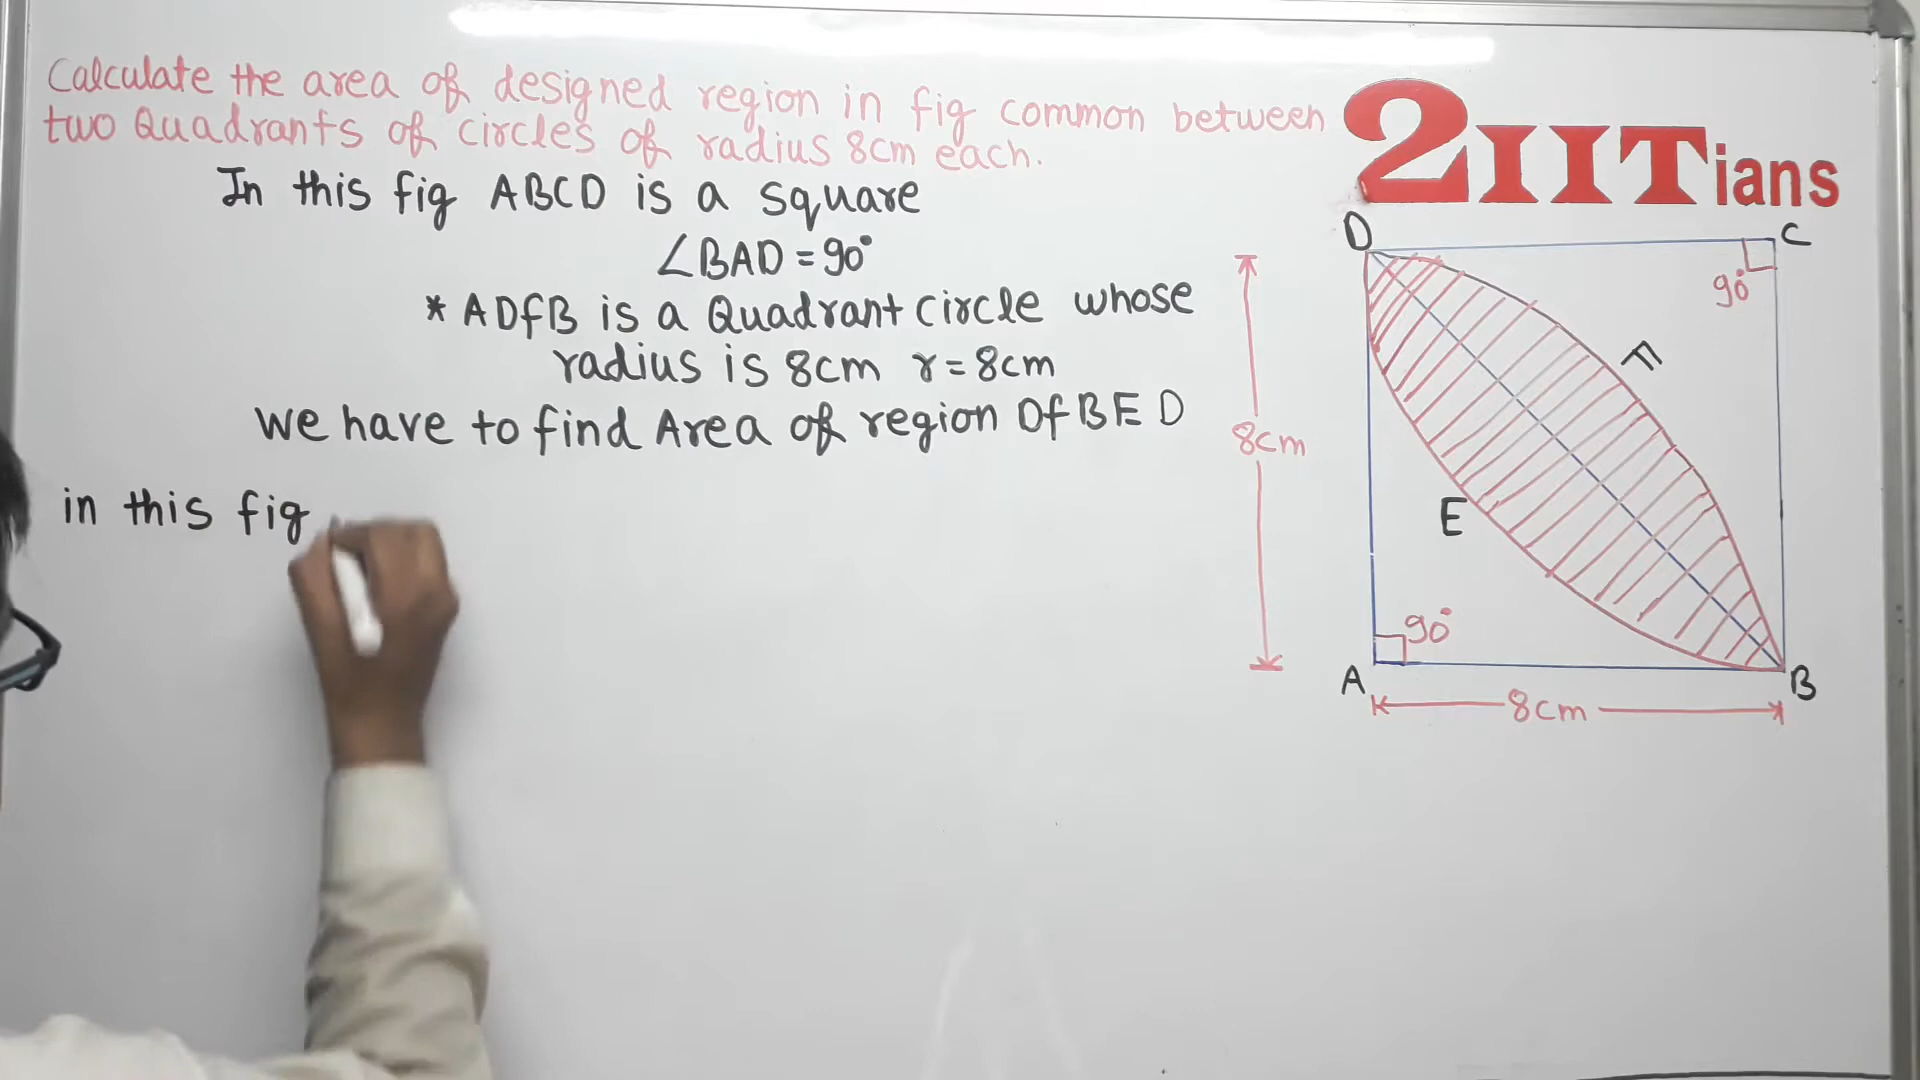 Calculate the area of designed region in fig common between
two Quadrants of circles of radius 8cm each.
2IITians
In this fig ABCD is a square
∠BAD = 90°
* ADfB is a Quadrant circle whose
radius is 8cm r = 8cm
we have to find Area of region DfBED
in this fig
D
C
90°
F
8cm
E
90°
A
B
8cm